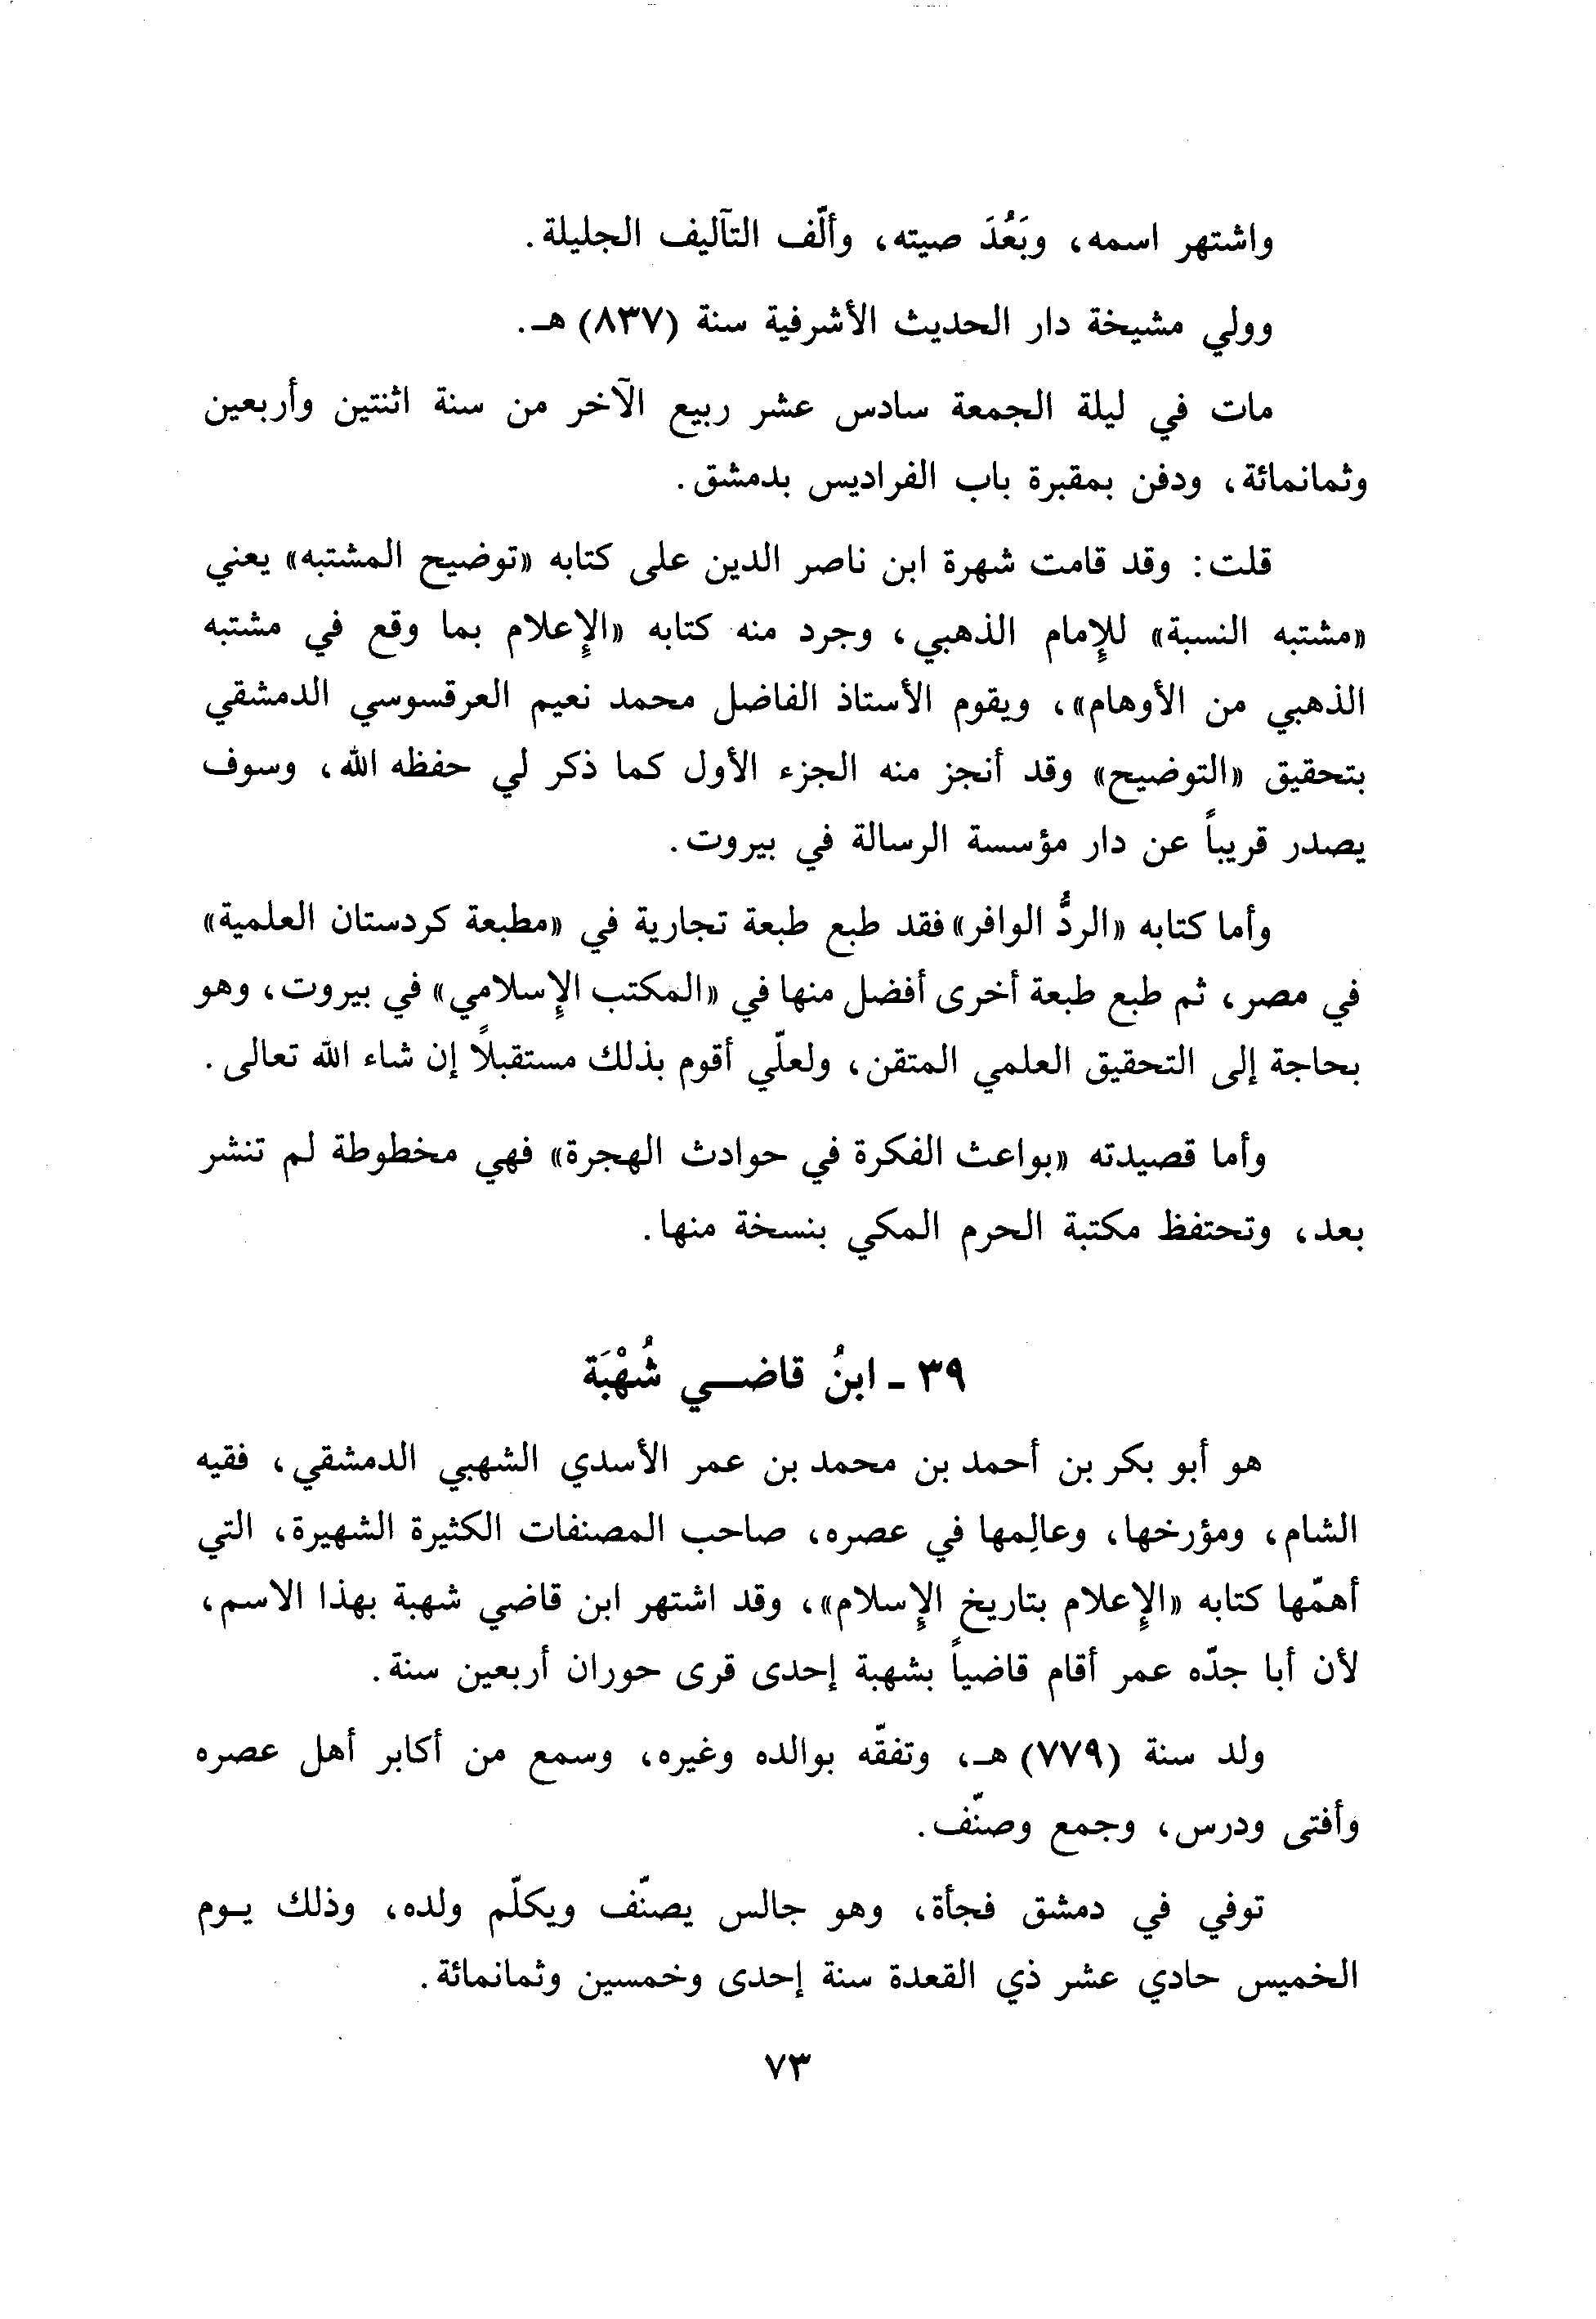 واشتهر اسمه، وبَعُدَ صيته، وألّف التآليف الجليلة.
وولي مشيخة دار الحديث الأشرفية سنة (٨٣٧) هـ.
مات في ليلة الجمعة سادس عشر ربيع الآخر من سنة اثنتين وأربعين
وثمانمائة، ودفن بمقبرة باب الفراديس بدمشق.
قلت: وقد قامت شهرة ابن ناصر الدين على كتابه «توضيح المشتبه» يعني
«مشتبه النسبة» للإمام الذهبي، وجرد منه كتابه «الإعلام بما وقع في مشتبه
الذهبي من الأوهام»، ويقوم الأستاذ الفاضل محمد نعيم العرقسوسي الدمشقي
بتحقيق «التوضيح» وقد أنجز منه الجزء الأول كما ذكر لي حفظه الله، وسوف
يصدر قريباً عن دار مؤسسة الرسالة في بيروت.
وأما كتابه «الردُّ الوافر» فقد طبع طبعة تجارية في «مطبعة كردستان العلمية»
في مصر، ثم طبع طبعة أخرى أفضل منها في «المكتب الإسلامي» في بيروت، وهو
بحاجة إلى التحقيق العلمي المتقن، ولعلّي أقوم بذلك مستقبلاً إن شاء الله تعالى.
وأما قصيدته «بواعث الفكرة في حوادث الهجرة» فهي مخطوطة لم تنشر
بعد، وتحتفظ مكتبة الحرم المكي بنسخة منها.
٣٩ - ابنُ قاضي شُهْبَة
هو أبو بكر بن أحمد بن محمد بن عمر الأسدي الشهبي الدمشقي، فقيه
الشام، ومؤرخها، وعالِمها في عصره، صاحب المصنفات الكثيرة الشهيرة، التي
أهمّها كتابه «الإعلام بتاريخ الإسلام»، وقد اشتهر ابن قاضي شهبة بهذا الاسم،
لأن أبا جدّه عمر أقام قاضياً بشهبة إحدى قرى حوران أربعين سنة.
ولد سنة (٧٧٩) هـ، وتفقّه بوالده وغيره، وسمع من أكابر أهل عصره
وأفتى ودرس، وجمع وصنّف.
توفي في دمشق فجأة، وهو جالس يصنّف ويكلّم ولده، وذلك يـوم
الخميس حادي عشر ذي القعدة سنة إحدى وخمسين وثمانمائة.
٧٣